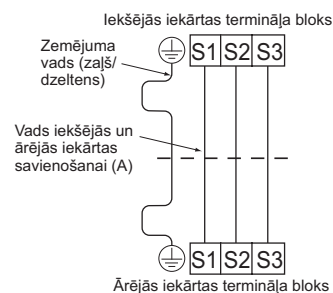 Iekšējās iekārtas termināļa bloks
Zemējuma
vads (zaļš/
dzeltens)
S1 S2 S3
Vads iekšējās un
ārējās iekārtas
savienošanai (A)
S1 S2 S3
Ārējās iekārtas termināļa bloks